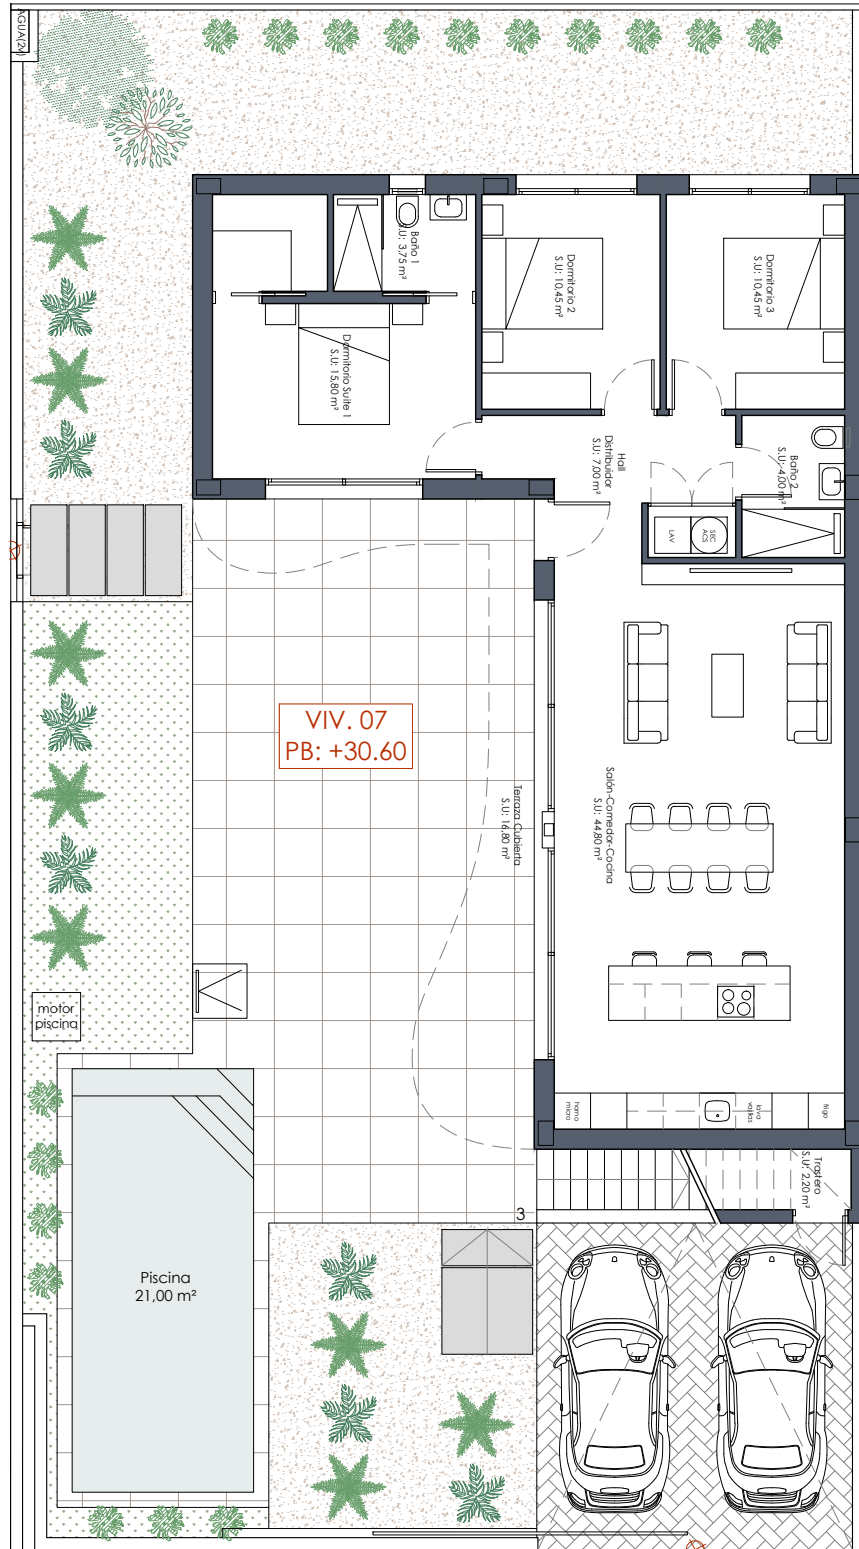 AGUA(2v)
Baño 1
S.U: 3,75 m²
Dormitorio 2
S.U: 10,45 m²
Dormitorio 3
S.U: 10,45 m²
Dormitorio Suite 1
S.U: 15,80 m²
Hall
Distribuidor
S.U: 7,00 m²
Baño 2
S.U: 4,00 m²
LAV
SEC
ACS
VIV. 07
PB: +30.60
Terraza Cubierta
S.U: 16,80 m²
Salón-Comedor-Cocina
S.U: 44,80 m²
motor
piscina
horno
micro
lava
vajillas
frigo
Trastero
S.U: 2,20 m²
3
Piscina
21,00 m²